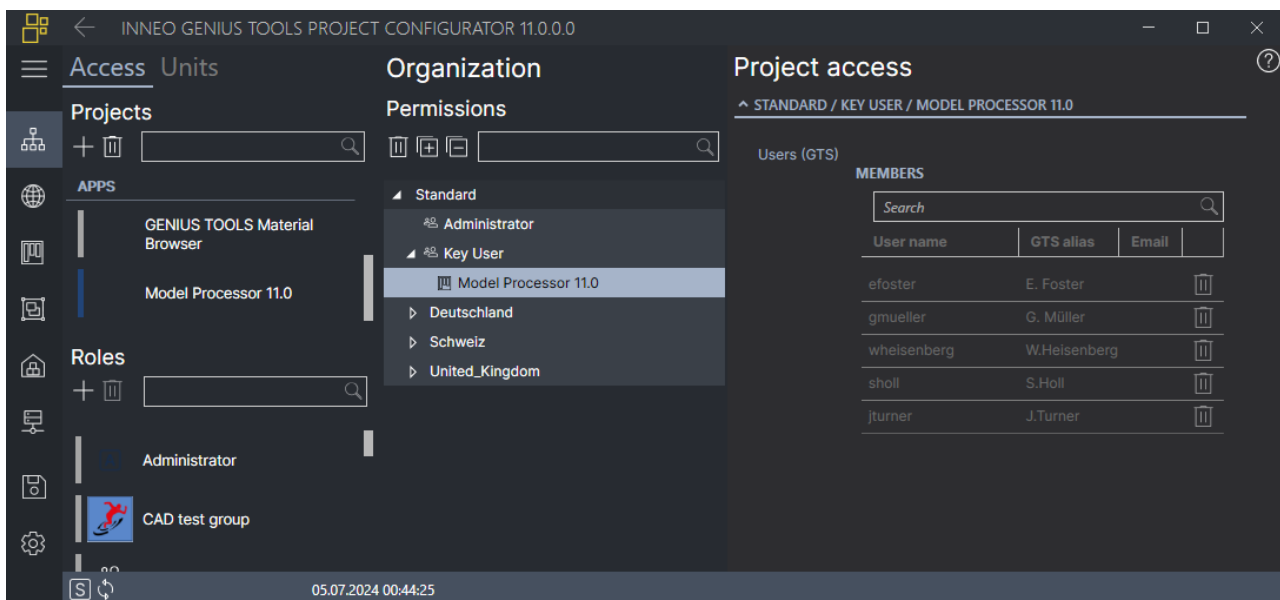 INNEO GENIUS TOOLS PROJECT CONFIGURATOR 11.0.0.0
Access Units
Projects
APPS
GENIUS TOOLS Material
Browser
Model Processor 11.0
Roles
Administrator
CAD test group
Organization
Permissions
Standard
Administrator
Key User
Model Processor 11.0
Deutschland
Schweiz
United_Kingdom
Project access
STANDARD / KEY USER / MODEL PROCESSOR 11.0
Users (GTS)
MEMBERS
Search
User name GTS alias Email
efoster E. Foster
gmueller G. Müller
wheisenberg W.Heisenberg
sholl S.Holl
jturner J.Turner
S 05.07.2024 00:44:25